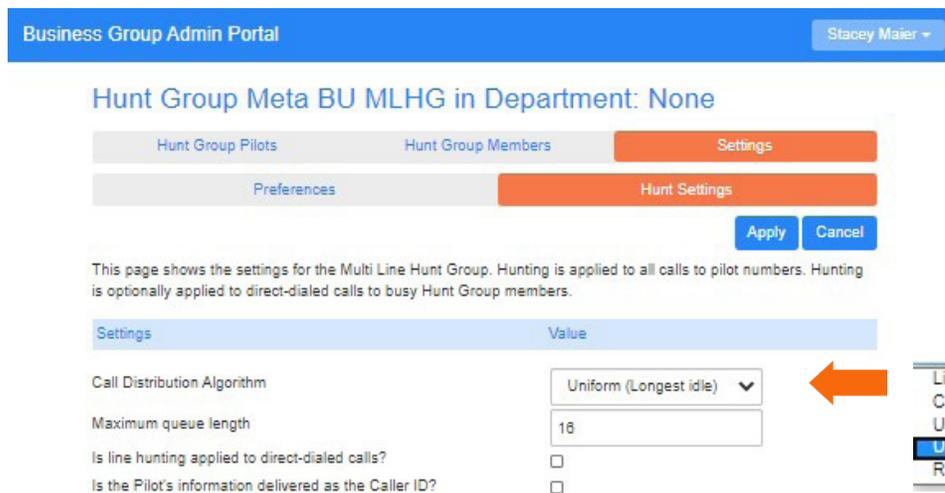 Business Group Admin Portal
Stacey Maier
Hunt Group Meta BU MLHG in Department: None
Hunt Group Pilots
Hunt Group Members
Settings
Preferences
Hunt Settings
Apply
Cancel
This page shows the settings for the Multi Line Hunt Group. Hunting is applied to all calls to pilot numbers. Hunting
is optionally applied to direct-dialed calls to busy Hunt Group members.
Settings
Value
Call Distribution Algorithm
Uniform (Longest idle)
Maximum queue length
16
Is line hunting applied to direct-dialed calls?
Is the Pilot's information delivered as the Caller ID?